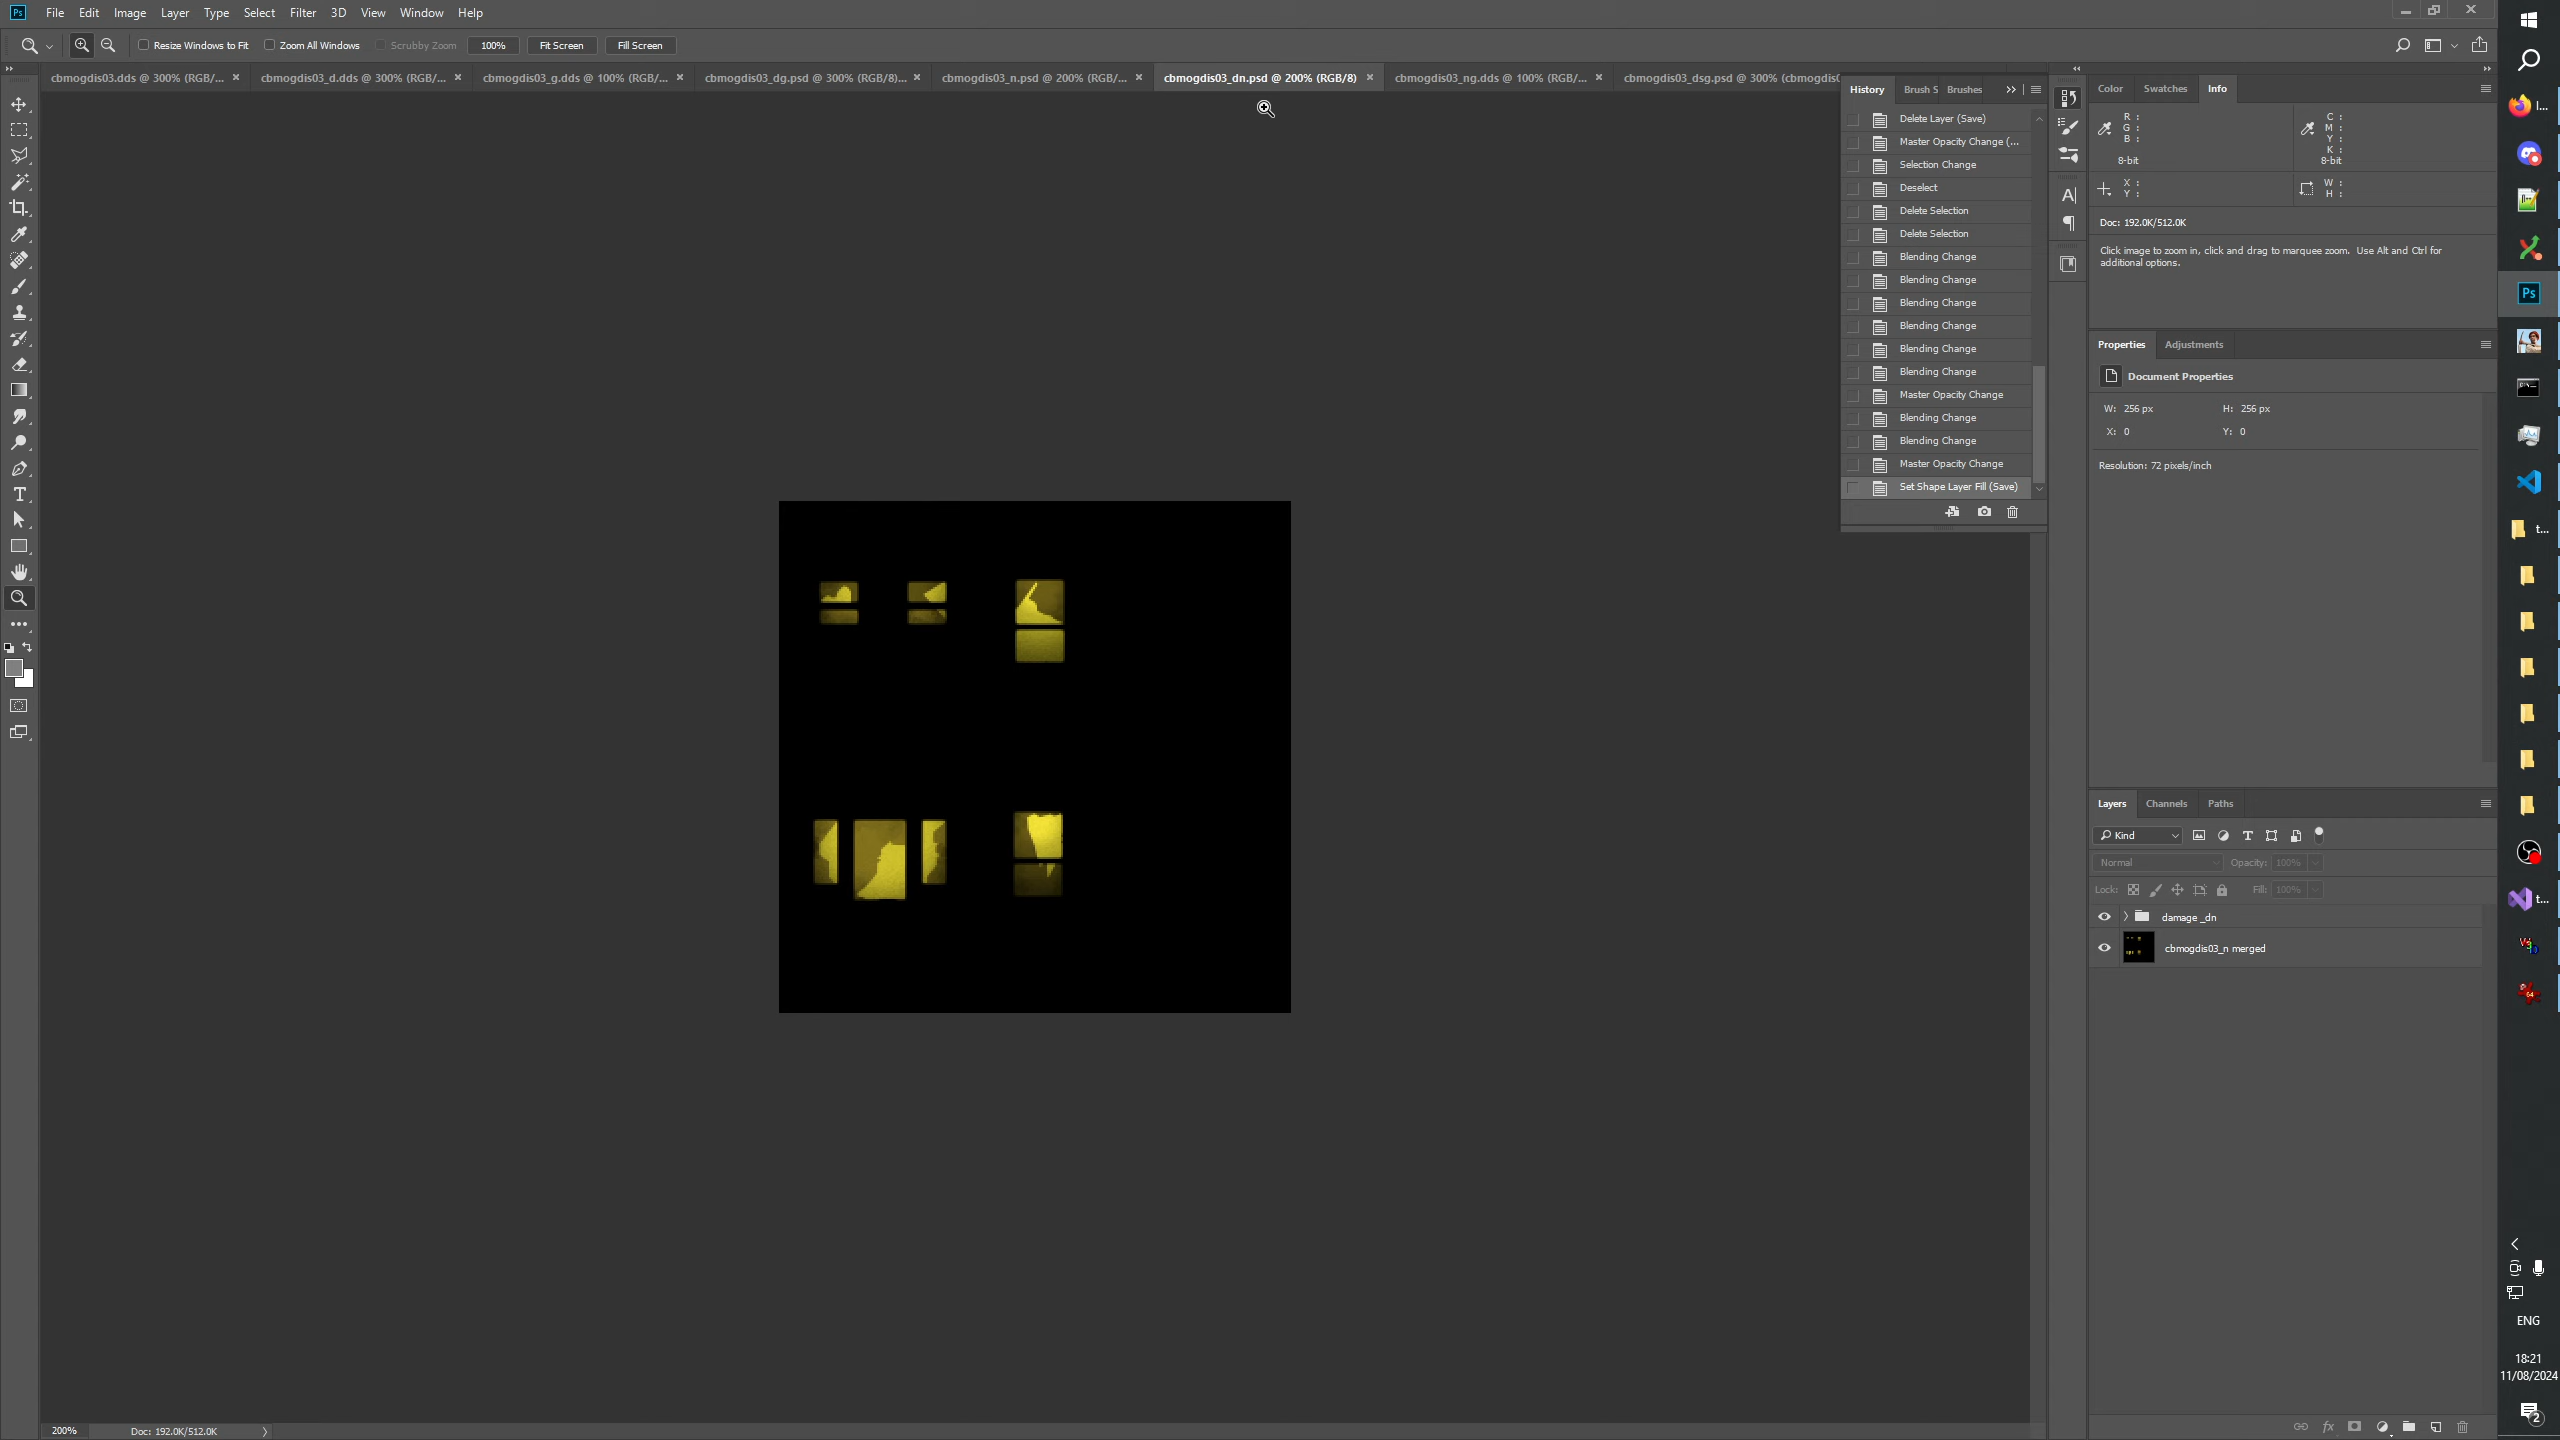 Ps File Edit Image Layer Type Select Filter 3D View Window Help
Resize Windows to Fit Zoom All Windows Scrubby Zoom 100% Fit Screen Fill Screen
cbmogdis03.dds @ 300% (RGB/... × cbmogdis03_d.dds @ 300% (RGB/... × cbmogdis03_g.dds @ 100% (RGB/... × cbmogdis03_dg.psd @ 300% (RGB/8)... × cbmogdis03_n.psd @ 200% (RGB/... × cbmogdis03_dn.psd @ 200% (RGB/8) × cbmogdis03_ng.dds @ 100% (RGB/... × cbmogdis03_dsg.psd @ 300% (cbmogdis0
History Brush S Brushes
Delete Layer (Save)
Master Opacity Change (...
Selection Change
Deselect
Delete Selection
Delete Selection
Blending Change
Blending Change
Blending Change
Blending Change
Blending Change
Blending Change
Master Opacity Change
Blending Change
Blending Change
Master Opacity Change
Set Shape Layer Fill (Save)
Color Swatches Info
R :
G :
B :
8-bit
C :
M :
Y :
K :
8-bit
X :
Y :
W :
H :
Doc: 192.0K/512.0K
Click image to zoom in, click and drag to marquee zoom. Use Alt and Ctrl for
additional options.
Properties Adjustments
Document Properties
W: 256 px H: 256 px
X: 0 Y: 0
Resolution: 72 pixels/inch
Layers Channels Paths
Kind
Normal Opacity: 100%
Lock: Fill: 100%
damage _dn
cbmogdis03_n merged
200% Doc: 192.0K/512.0K
l...
Ps
t...
t...
64
ENG
18:21
11/08/2024
2